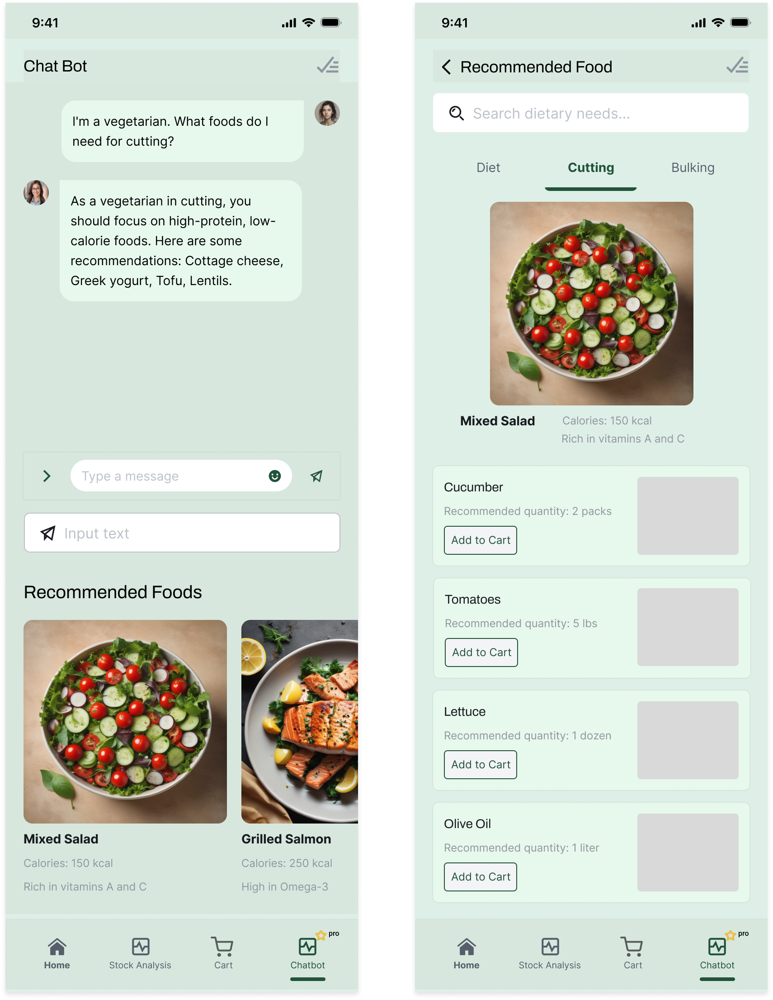 9:41
Chat Bot
I'm a vegetarian. What foods do I
need for cutting?
As a vegetarian in cutting, you
should focus on high-protein, low-
calorie foods. Here are some
recommendations: Cottage cheese,
Greek yogurt, Tofu, Lentils.
Type a message
Input text
Recommended Foods
Mixed Salad
Calories: 150 kcal
Rich in vitamins A and C
Grilled Salmon
Calories: 250 kcal
High in Omega-3
Home
Stock Analysis
Cart
pro
Chatbot
9:41
Recommended Food
Search dietary needs...
Diet
Cutting
Bulking
Mixed Salad
Calories: 150 kcal
Rich in vitamins A and C
Cucumber
Recommended quantity: 2 packs
Add to Cart
Tomatoes
Recommended quantity: 5 lbs
Add to Cart
Lettuce
Recommended quantity: 1 dozen
Add to Cart
Olive Oil
Recommended quantity: 1 liter
Add to Cart
Home
Stock Analysis
Cart
pro
Chatbot